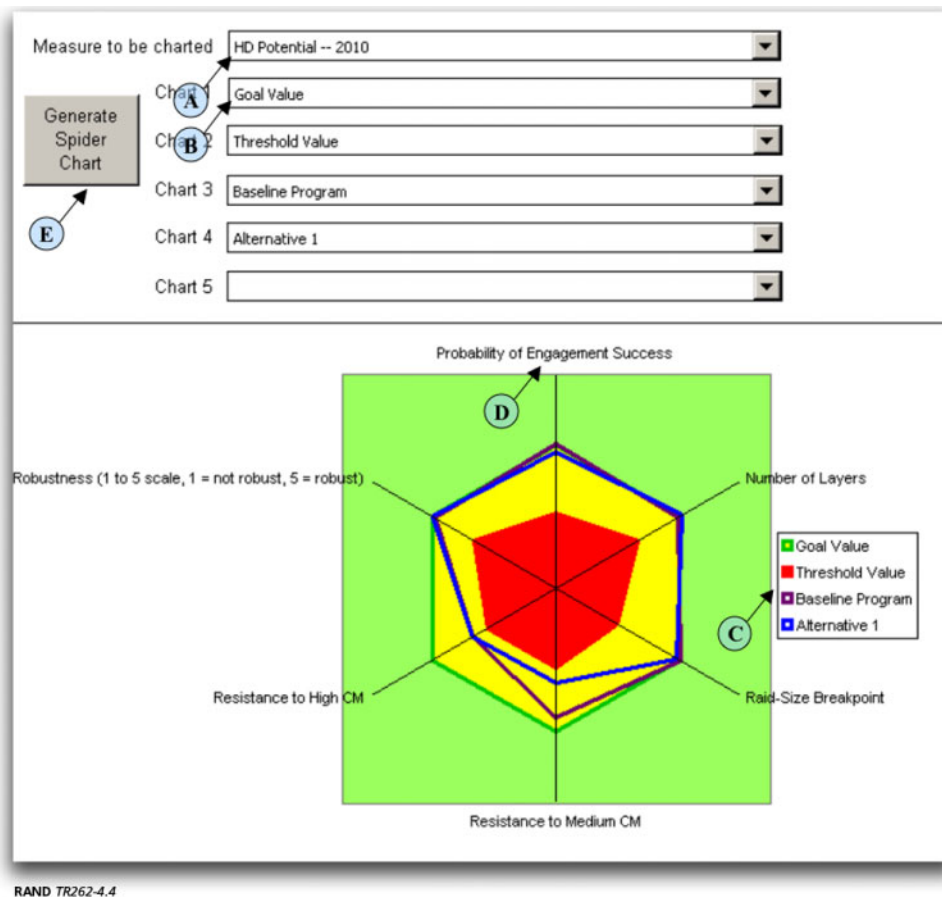 Measure to be charted
HD Potential -- 2010
Chart 1
Goal Value
A
Generate
Spider
Chart
Chart 2
Threshold Value
B
Chart 3
Baseline Program
E
Chart 4
Alternative 1
Chart 5
Probability of Engagement Success
D
Robustness (1 to 5 scale, 1 = not robust, 5 = robust)
Number of Layers
Goal Value
Threshold Value
Baseline Program
Alternative 1
C
Resistance to High CM
Raid-Size Breakpoint
Resistance to Medium CM
RAND TR262-4.4